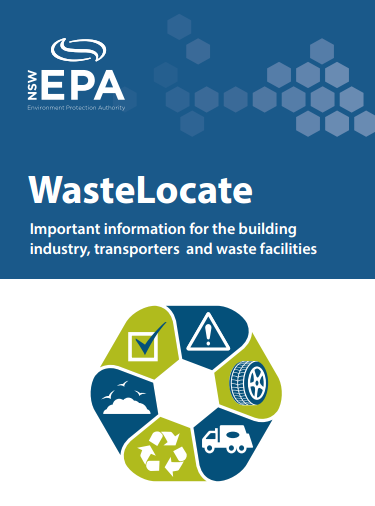 NSW
EPA
Environment Protection Authority
WasteLocate
Important information for the building
industry, transporters and waste facilities